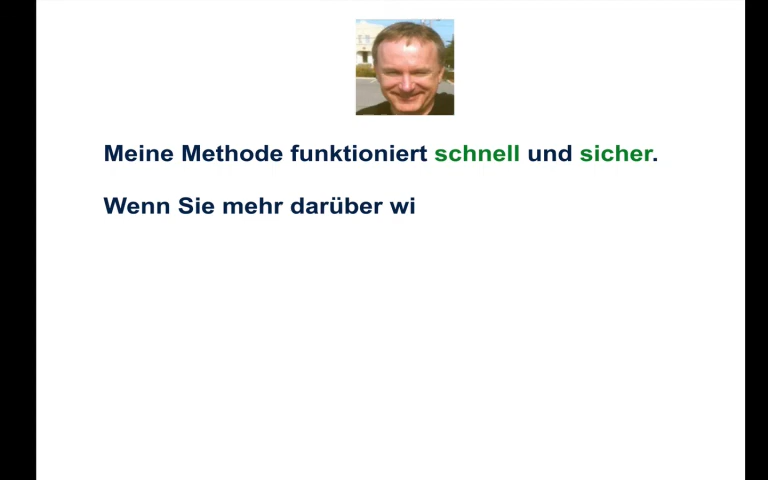 Meine Methode funktioniert schnell und sicher.
Wenn Sie mehr darüber wi